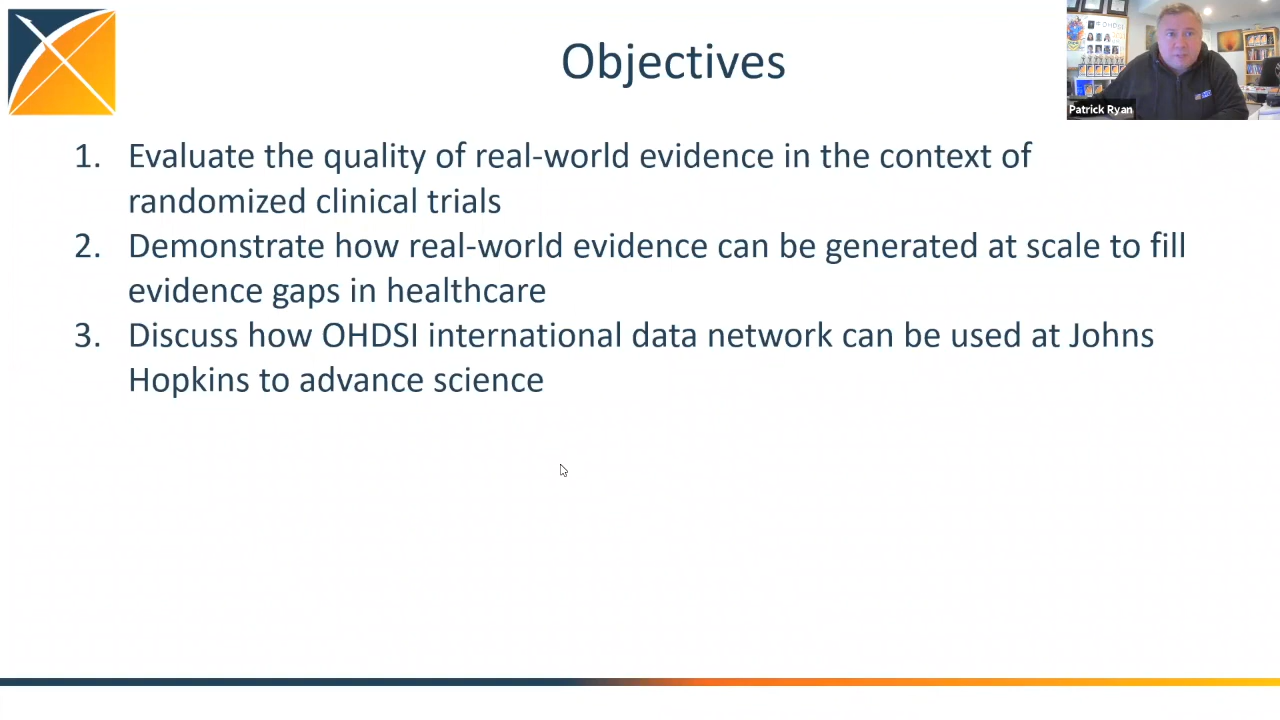 Objectives
Patrick Ryan
1. Evaluate the quality of real-world evidence in the context of
randomized clinical trials
2. Demonstrate how real-world evidence can be generated at scale to fill
evidence gaps in healthcare
3. Discuss how OHDSI international data network can be used at Johns
Hopkins to advance science